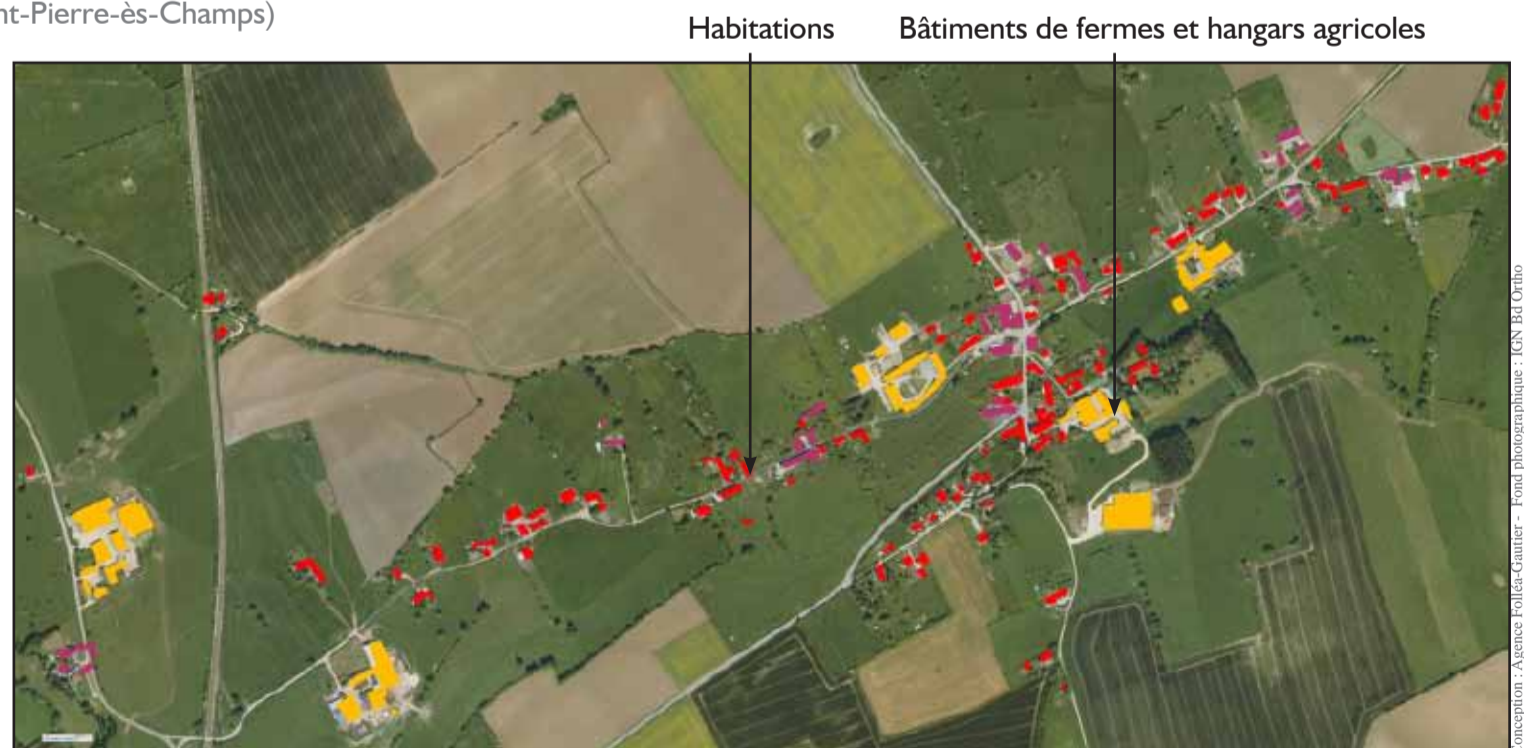 nt-Pierre-ès-Champs)
Habitations
Bâtiments de fermes et hangars agricoles
onception : Agence Folléa-Gautier - Fond photographique : IGN Bd Ortho